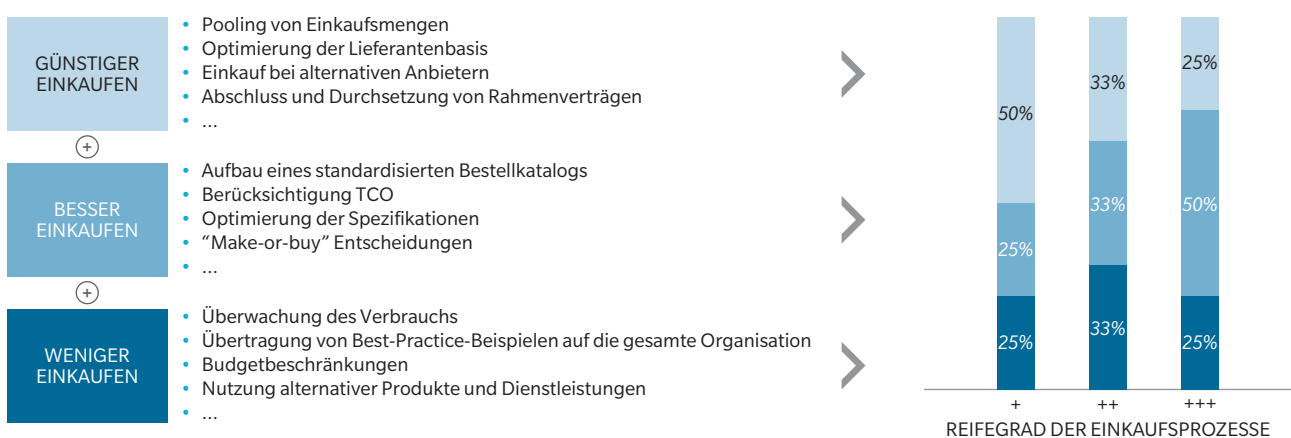 GÜNSTIGER
EINKAUFEN
• Pooling von Einkaufsmengen
• Optimierung der Lieferantenbasis
• Einkauf bei alternativen Anbietern
• Abschluss und Durchsetzung von Rahmenverträgen
• ...
+
BESSER
EINKAUFEN
• Aufbau eines standardisierten Bestellkatalogs
• Berücksichtigung TCO
• Optimierung der Spezifikationen
• “Make-or-buy” Entscheidungen
• ...
+
WENIGER
EINKAUFEN
• Überwachung des Verbrauchs
• Übertragung von Best-Practice-Beispielen auf die gesamte Organisation
• Budgetbeschränkungen
• Nutzung alternativer Produkte und Dienstleistungen
• ...
50%
25%
25%
33%
33%
33%
25%
50%
25%
+ ++ +++
REIFEGRAD DER EINKAUFSPROZESSE